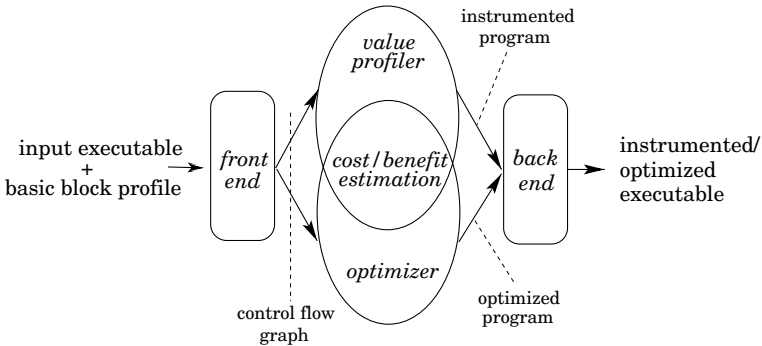 input executable
+
basic block profile
front
end
control flow
graph
value
profiler
cost/benefit
estimation
optimizer
instrumented
program
optimized
program
back
end
instrumented/
optimized
executable